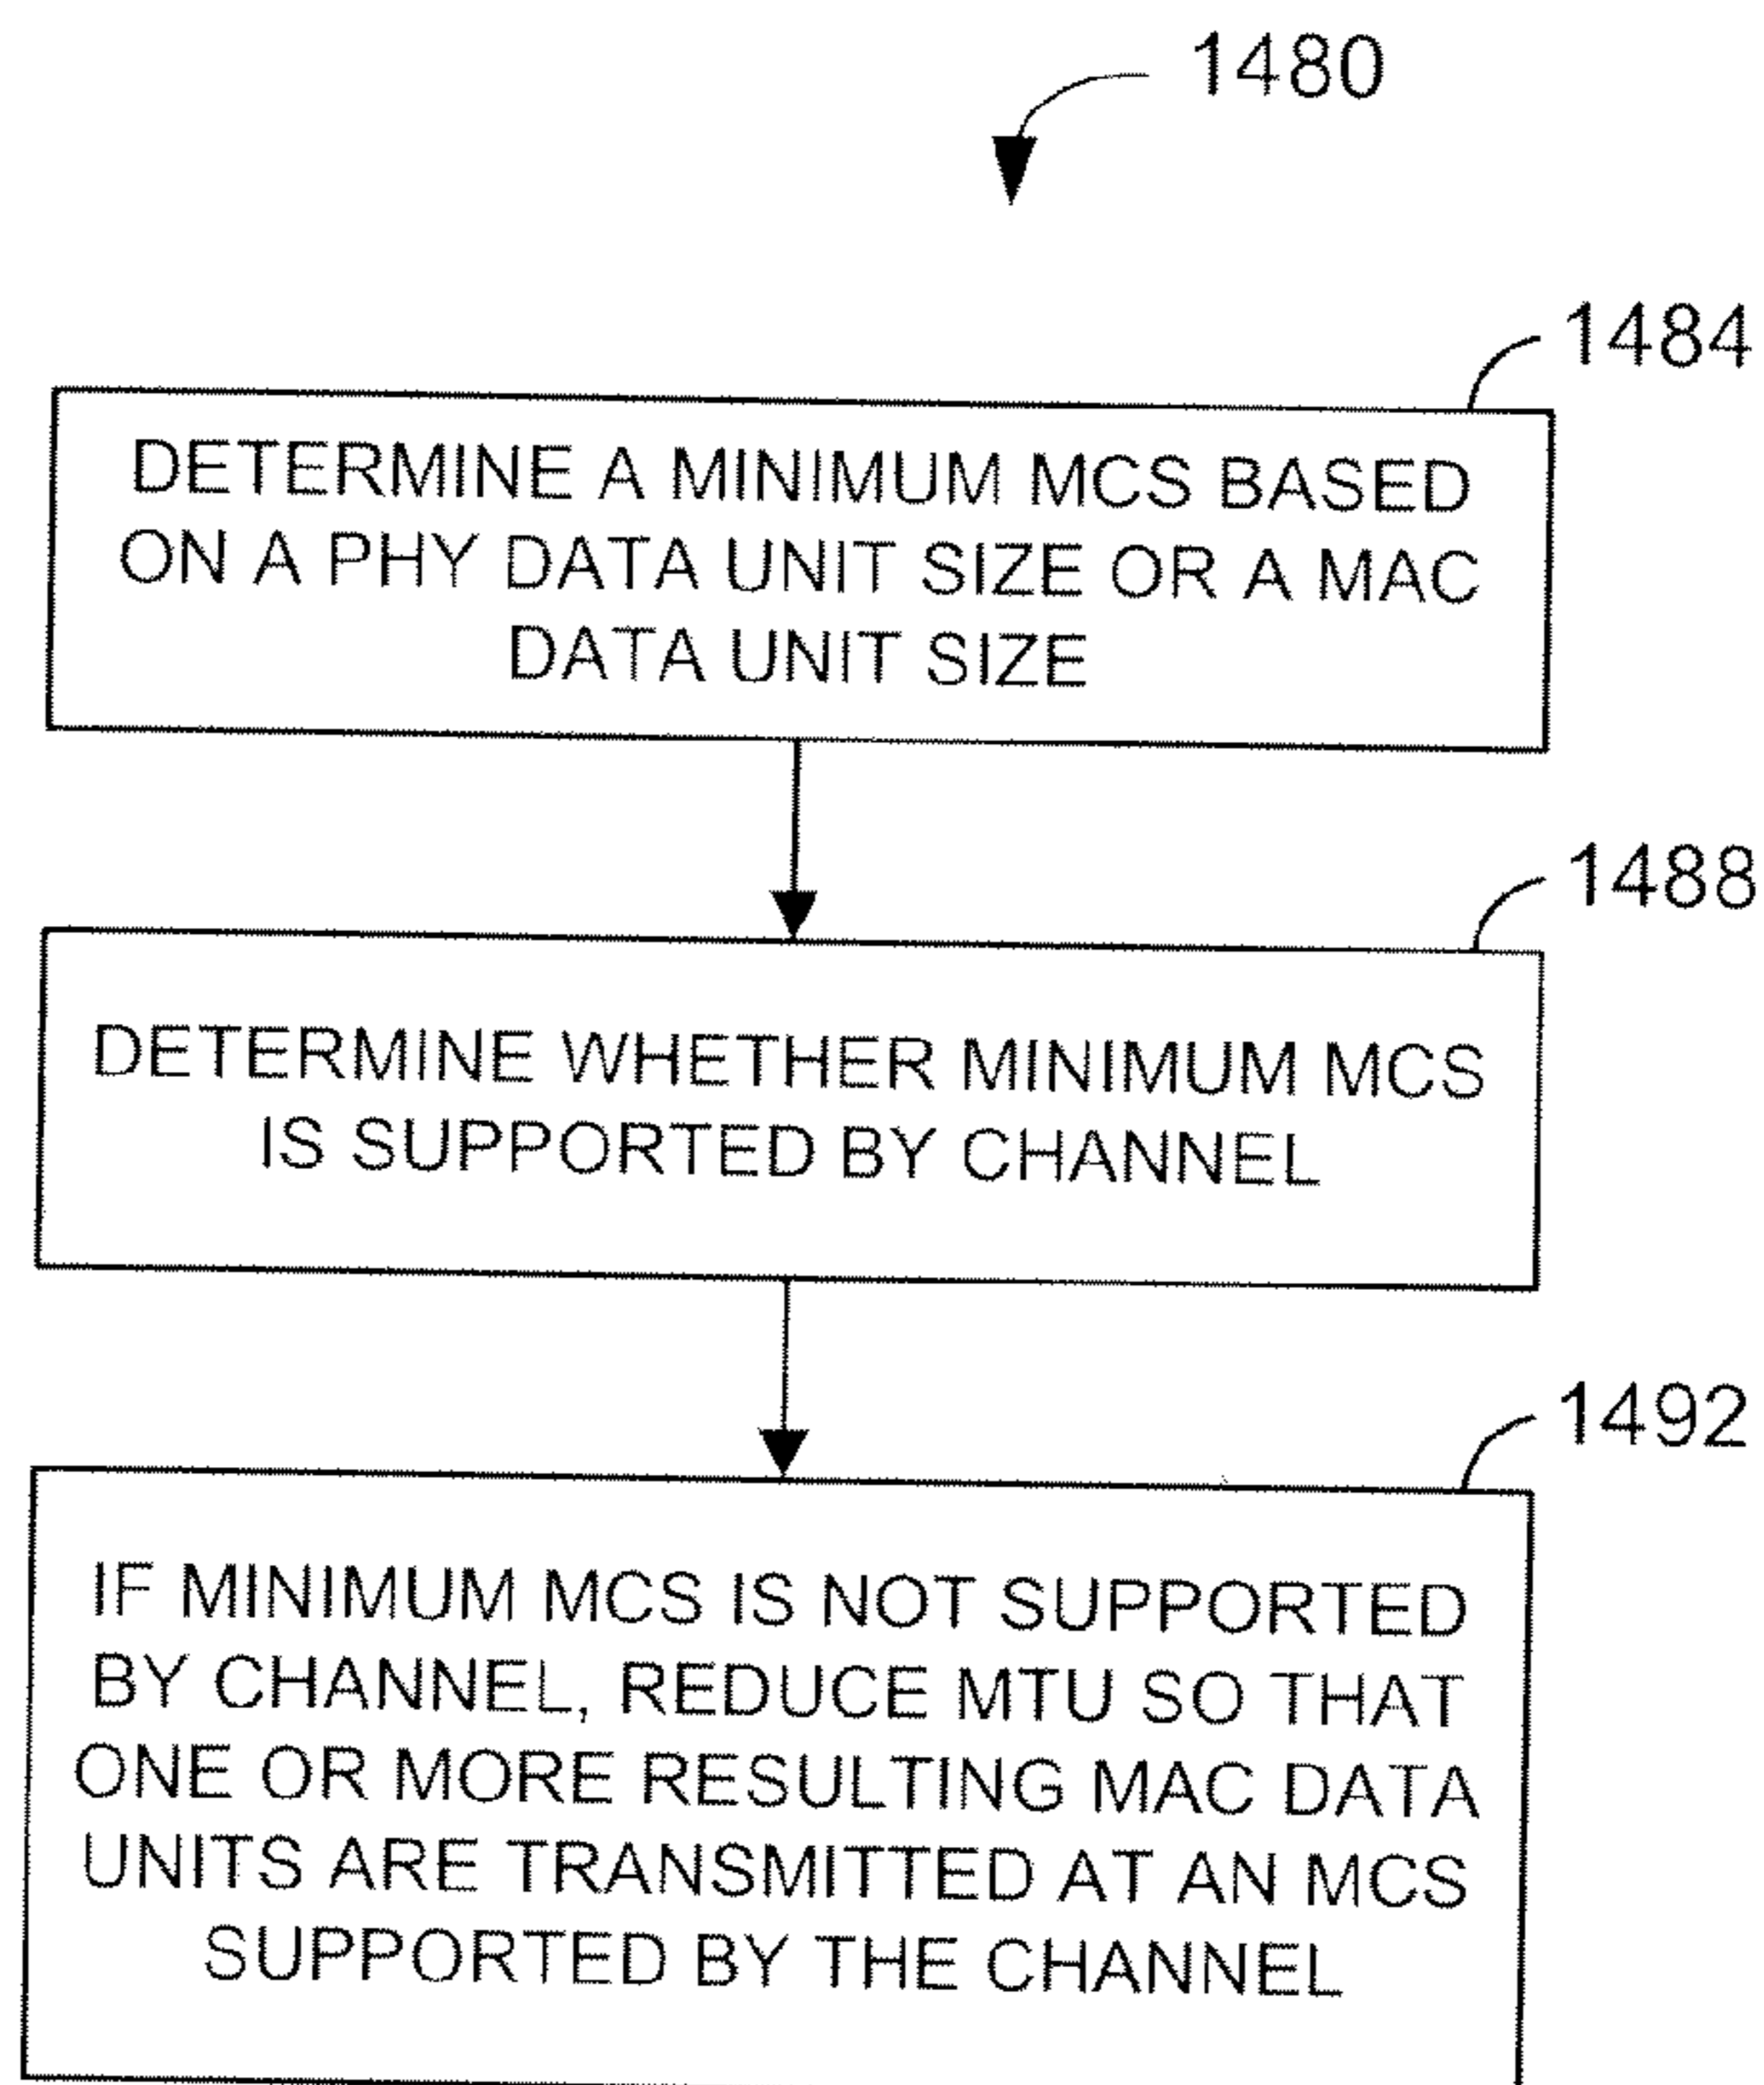 1480
1484
DETERMINE A MINIMUM MCS BASED
ON A PHY DATA UNIT SIZE OR A MAC
DATA UNIT SIZE
1488
DETERMINE WHETHER MINIMUM MCS
IS SUPPORTED BY CHANNEL
1492
IF MINIMUM MCS IS NOT SUPPORTED
BY CHANNEL, REDUCE MTU SO THAT
ONE OR MORE RESULTING MAC DATA
UNITS ARE TRANSMITTED AT AN MCS
SUPPORTED BY THE CHANNEL